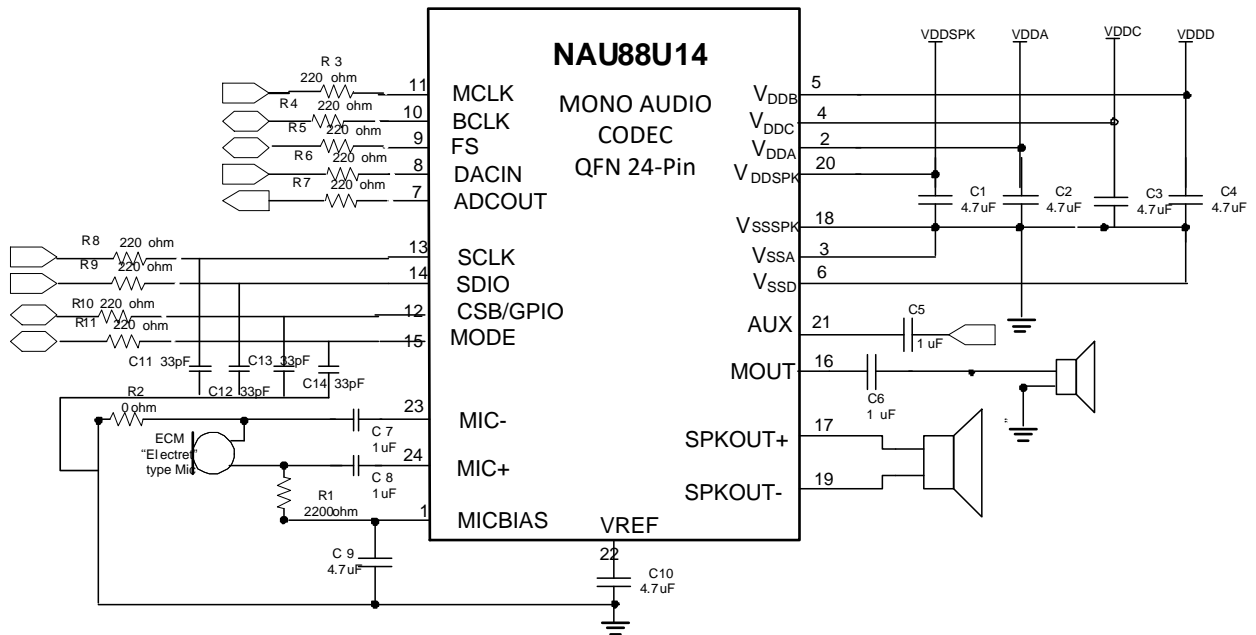 NAU88U14
MONO AUDIO
CODEC
QFN 24-Pin
R 3
220 ohm
11
MCLK
R4
220 ohm
10
BCLK
R5
220 ohm
9
FS
R6
220 ohm
8
DACIN
R7
220 ohm
7
ADCOUT
R8
220 ohm
13
SCLK
R9
220 ohm
14
SDIO
R10 220 ohm
12
CSB/GPIO
R11
220 ohm
15
MODE
C11 33pF
C12 33pF
C13 33pF
C14 33pF
R2
0 ohm
23
MIC-
C 7
1uF
ECM
"Electret"
type Mic
24
MIC+
C 8
1uF
R1
2200ohm
1
MICBIAS
C 9
4.7uF
VREF
22
C10
4.7uF
VDDSPK
VDDA
VDDC
VDDD
VDDB
5
VDDC
4
VDDA
2
VDDSPK
20
C1
4.7uF
C2
4.7uF
C3
4.7uF
C4
4.7uF
VSSSPK
18
VSSA
3
VSSD
6
AUX
21
C5
1 uF
MOUT
16
C6
1 uF
SPKOUT+
17
SPKOUT-
19